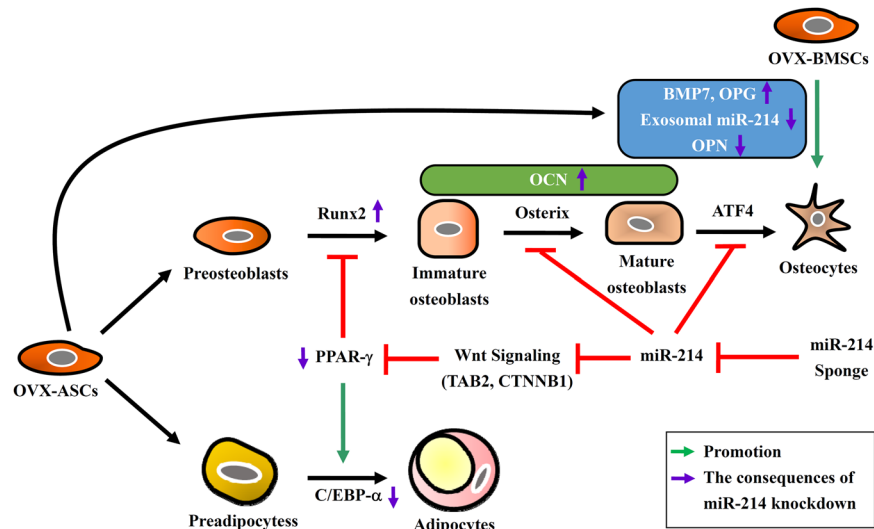 OVX-BMSCs
BMP7, OPG
Exosomal miR-214
OPN
OCN
Runx2
Osterix
ATF4
Preosteoblasts
Immature
osteoblasts
Mature
osteoblasts
Osteocytes
OVX-ASCs
PPAR-γ
Wnt Signaling
(TAB2, CTNNB1)
miR-214
miR-214
Sponge
C/EBP-α
Preadipocytess
Adipocytes
Promotion
The consequences of
miR-214 knockdown